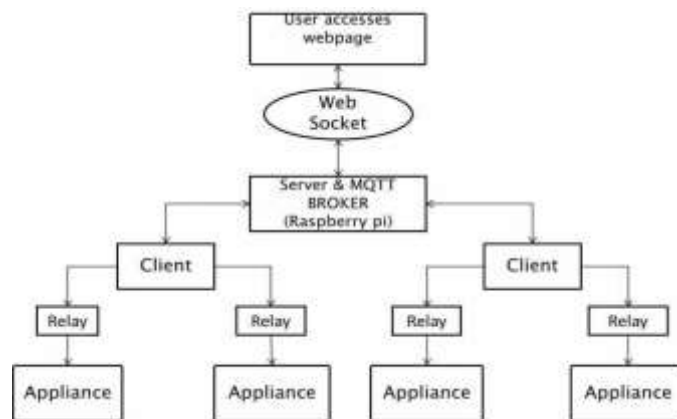 User accesses
webpage
Web
Socket
Server & MQTT
BROKER
(Raspberry pi)
Client
Client
Relay
Relay
Relay
Relay
Appliance
Appliance
Appliance
Appliance